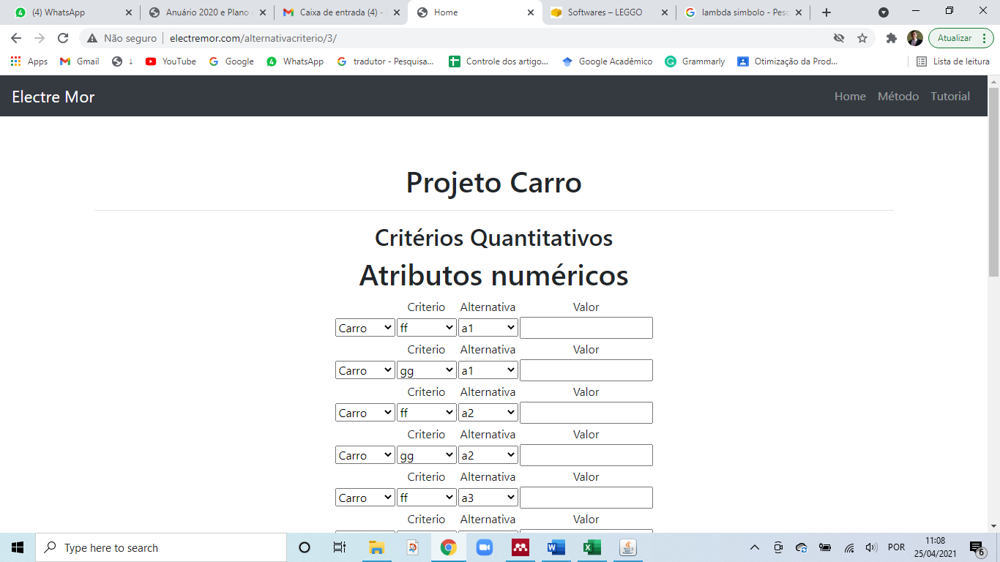 (4) WhatsApp
Anuário 2020 e Plano
Caixa de entrada (4) -
Home
Softwares – LEGGO
lambda simbolo - Pesc
Não seguro
electremor.com/alternativacriterio/3/
Atualizar
Apps
Gmail
↓
YouTube
Google
WhatsApp
tradutor - Pesquisa...
Controle dos artigo...
Google Acadêmico
Grammarly
Otimização da Prod...
Lista de leitura
Electre Mor
Home
Método
Tutorial
Projeto Carro
Critérios Quantitativos
Atributos numéricos
Criterio Alternativa Valor
Carro ff a1
Criterio Alternativa Valor
Carro gg a1
Criterio Alternativa Valor
Carro ff a2
Criterio Alternativa Valor
Carro gg a2
Criterio Alternativa Valor
Carro ff a3
Criterio Alternativa Valor
Type here to search
POR
11:08
25/04/2021
6